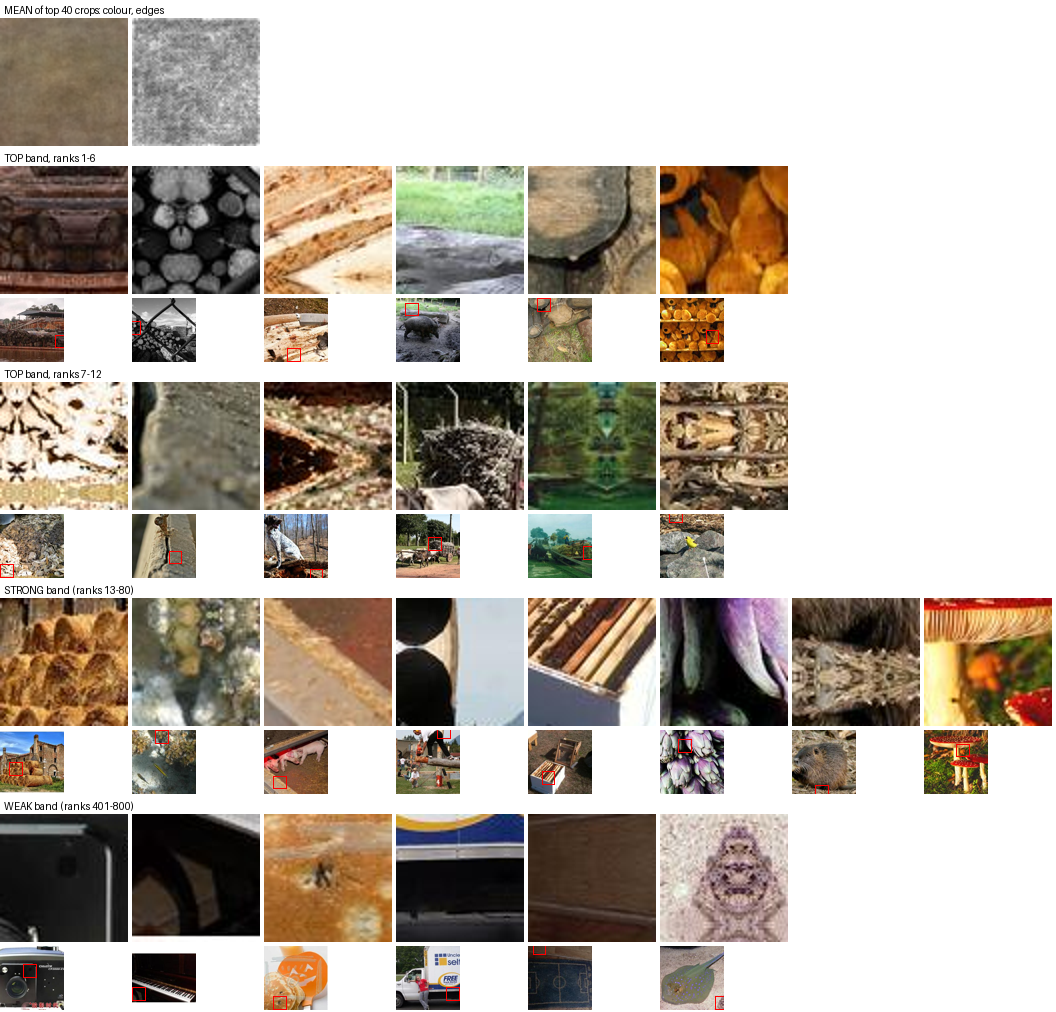 MEAN of top 40 crops: colour, edges
TOP band, ranks 1-6
TOP band, ranks 7-12
STRONG band (ranks 13-80)
WEAK band (ranks 401-800)
FREE